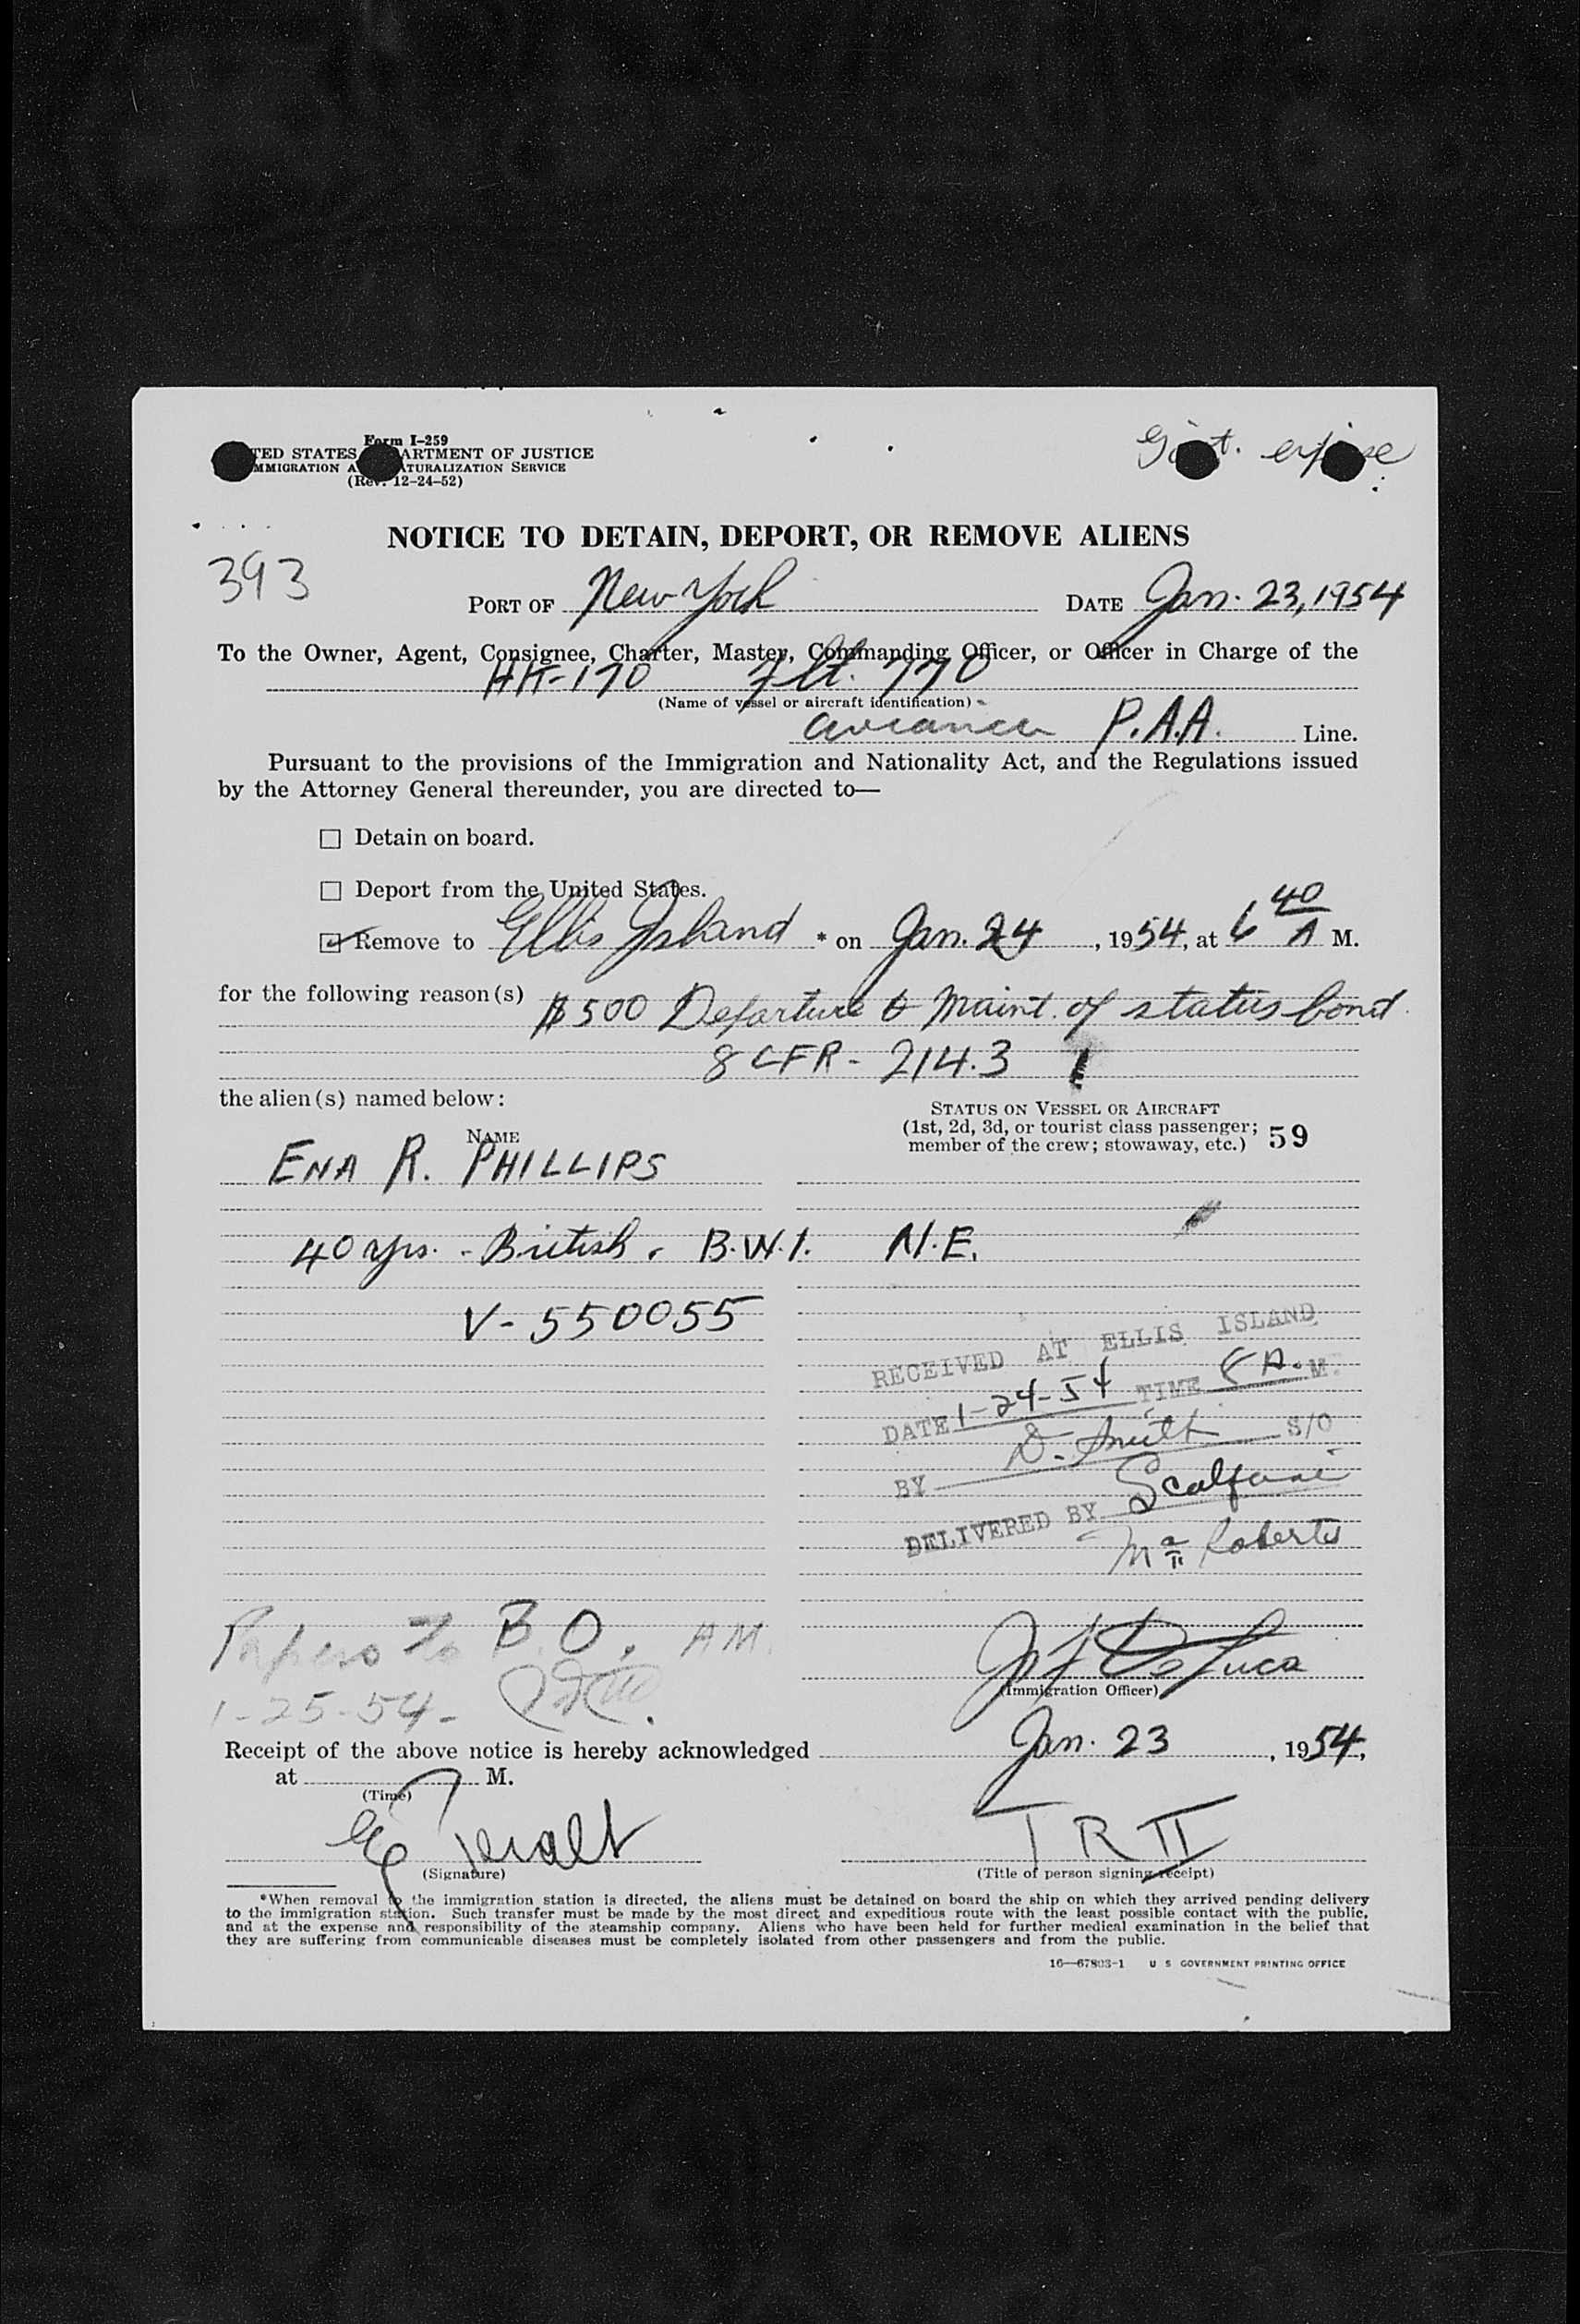 Form I-259
TED STATES ARTMENT OF JUSTICE
MMIGRATION A TURALIZATION SERVICE
(Rev. 12-24-52)
NOTICE TO DETAIN, DEPORT, OR REMOVE ALIENS
393
PORT OF New York DATE Jan. 23, 1954
To the Owner, Agent, Consignee, Charter, Master, Commanding Officer, or Officer in Charge of the
HK-170 Flt. 770
(Name of vessel or aircraft identification)
Avianca P.A.A. Line.
Pursuant to the provisions of the Immigration and Nationality Act, and the Regulations issued
by the Attorney General thereunder, you are directed to—
☐ Detain on board.
☐ Deport from the United States.
☑ Remove to Ellis Island * on Jan. 24, 1954, at 6 40 A M.
for the following reason(s) $500 Departure & Maint. of status bond
8 CFR - 214.3
the alien(s) named below:
STATUS ON VESSEL OR AIRCRAFT
(1st, 2d, 3d, or tourist class passenger;
member of the crew; stowaway, etc.) 59
NAME
ENA R. PHILLIPS
40 yrs. - British. B.W.I. N.E.
V-550055
RECEIVED AT ELLIS ISLAND
DATE 1-24-54 TIME 8 A. M.
BY D. Smith S/O
DELIVERED BY Scalfani
Roberts
Papers to B.O. AM
1-25-54-
J F DeLuca
(Immigration Officer)
Receipt of the above notice is hereby acknowledged Jan. 23, 1954,
at M.
(Time)
T R II
(Signature) (Title of person signing receipt)
*When removal to the immigration station is directed, the aliens must be detained on board the ship on which they arrived pending delivery
to the immigration station. Such transfer must be made by the most direct and expeditious route with the least possible contact with the public,
and at the expense and responsibility of the steamship company. Aliens who have been held for further medical examination in the belief that
they are suffering from communicable diseases must be completely isolated from other passengers and from the public.
16—67803-1 U S GOVERNMENT PRINTING OFFICE